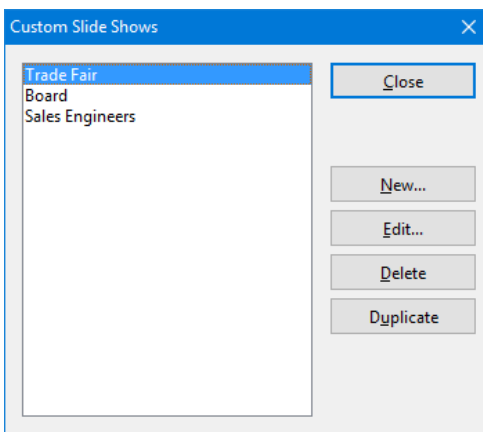 Custom Slide Shows
Trade Fair
Board
Sales Engineers
Close
New...
Edit...
Delete
Duplicate